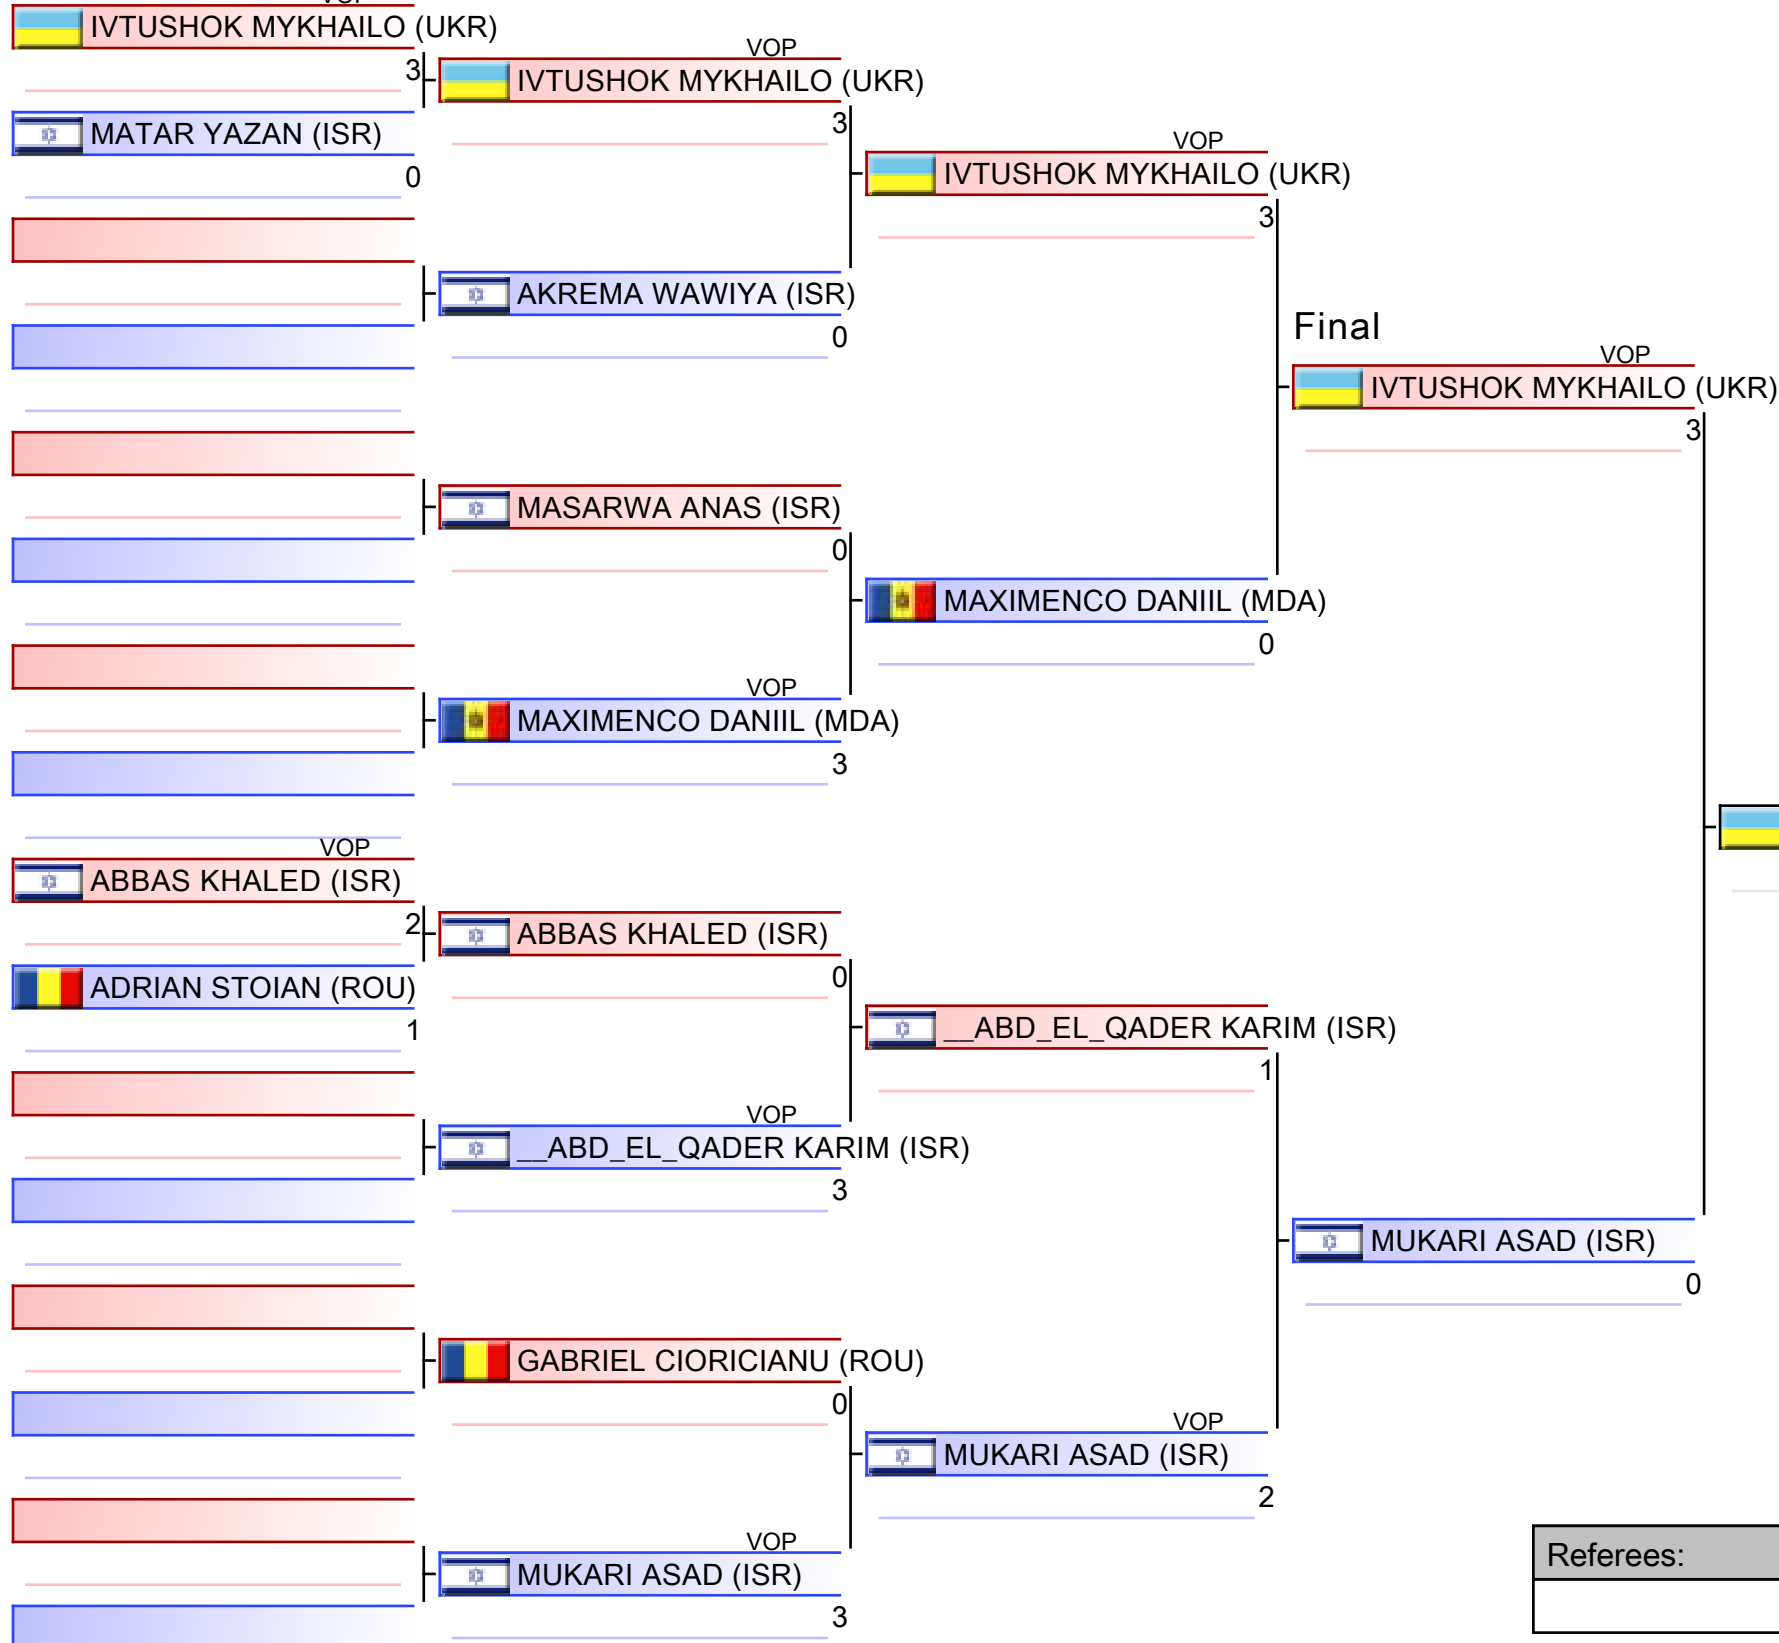 VOP
IVTUSHOK MYKHAILO (UKR)
3
MATAR YAZAN (ISR)
0
VOP
ABBAS KHALED (ISR)
2
ADRIAN STOIAN (ROU)
1
VOP
IVTUSHOK MYKHAILO (UKR)
3
AKREMA WAWIYA (ISR)
0
MASARWA ANAS (ISR)
0
VOP
MAXIMENCO DANIIL (MDA)
3
ABBAS KHALED (ISR)
0
VOP
__ABD_EL_QADER KARIM (ISR)
3
GABRIEL CIORICIANU (ROU)
0
VOP
MUKARI ASAD (ISR)
3
VOP
IVTUSHOK MYKHAILO (UKR)
3
MAXIMENCO DANIIL (MDA)
0
__ABD_EL_QADER KARIM (ISR)
1
VOP
MUKARI ASAD (ISR)
2
Final
VOP
IVTUSHOK MYKHAILO (UKR)
3
MUKARI ASAD (ISR)
0
Referees: